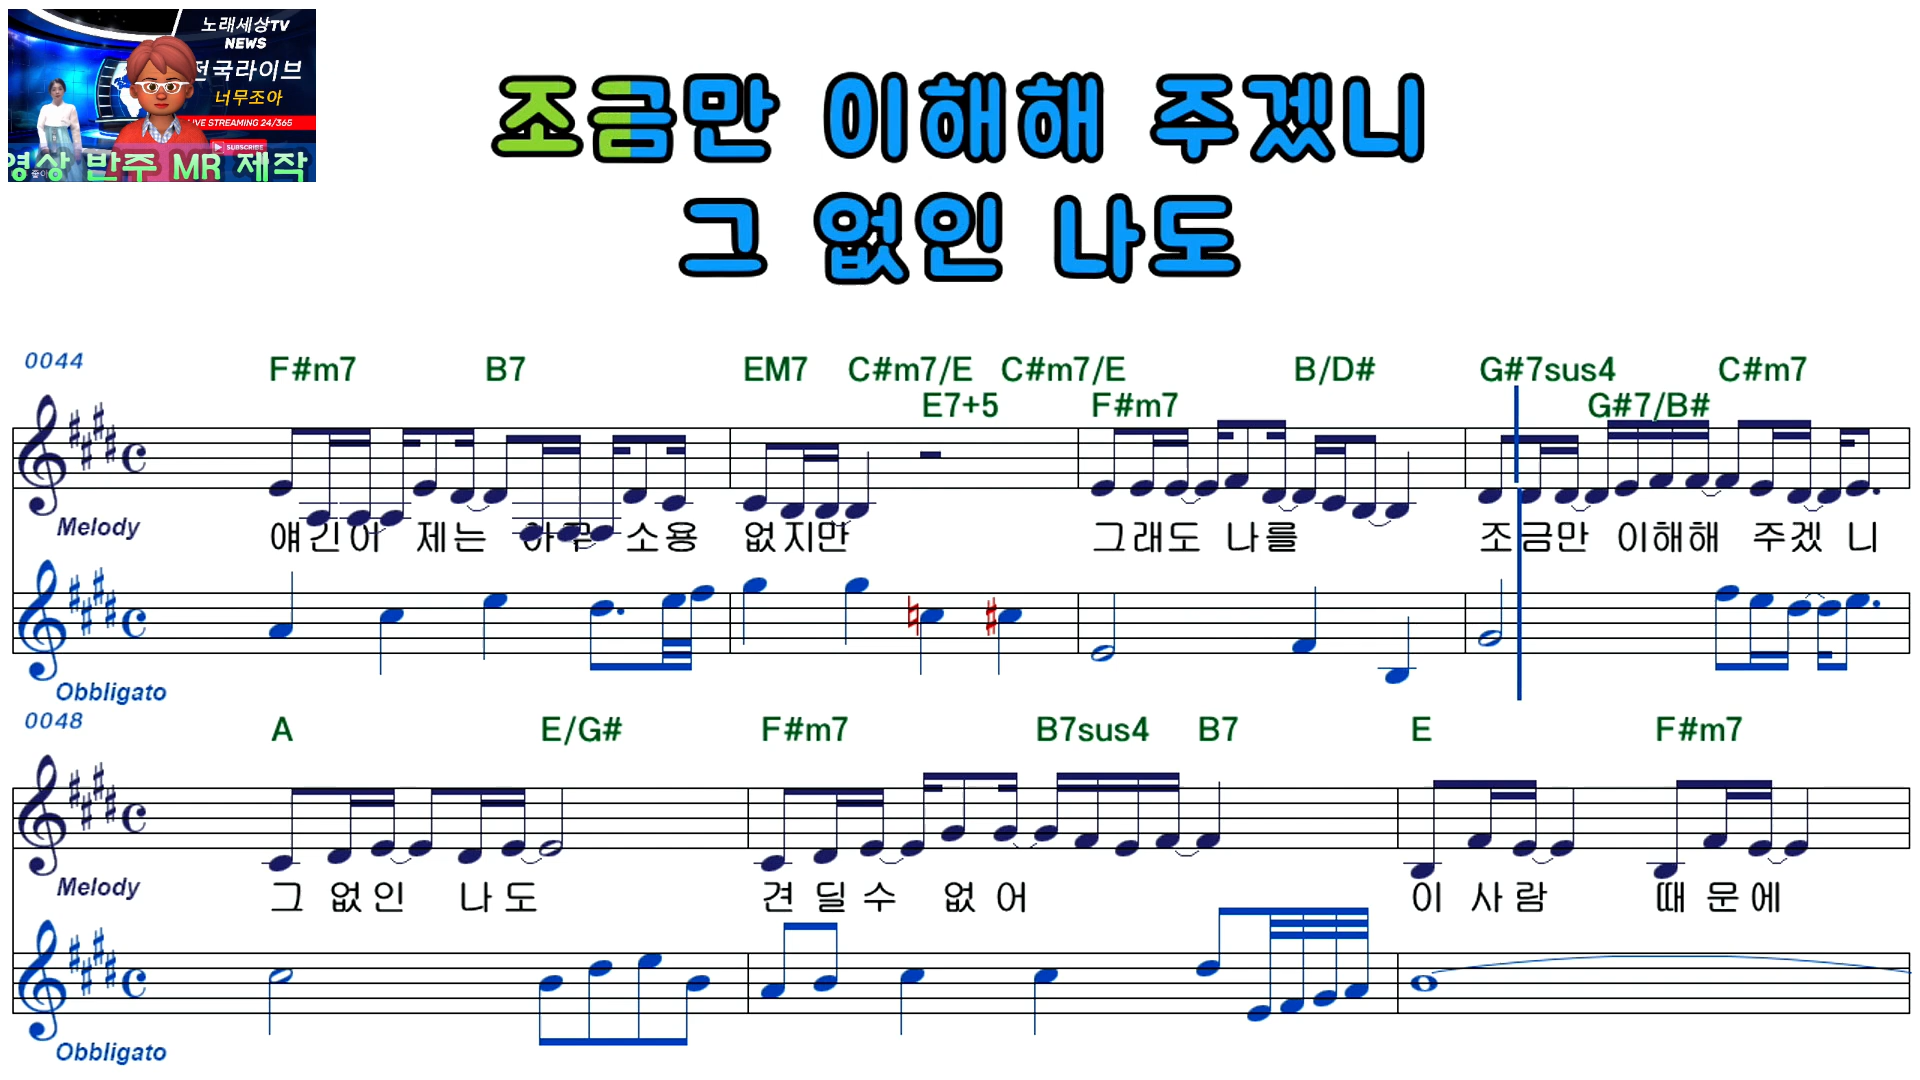 노래세상TV
NEWS
전국라이브
너무조아
LIVE STREAMING 24/365
SUBSCRIBE
영상 반주 MR 제작
조금만 이해해 주겠니
그 없인 나도
0044
F#m7 B7 EM7 C#m7/E C#m7/E B/D# G#7sus4 C#m7
E7+5 F#m7 G#7/B#
Melody
얘긴이 제는 아무 소용 없지만 그래도 나를 조금만 이해해 주겠니
Obbligato
0048
A E/G# F#m7 B7sus4 B7 E F#m7
Melody
그 없인 나도 견딜수 없어 이 사람 때문에
Obbligato